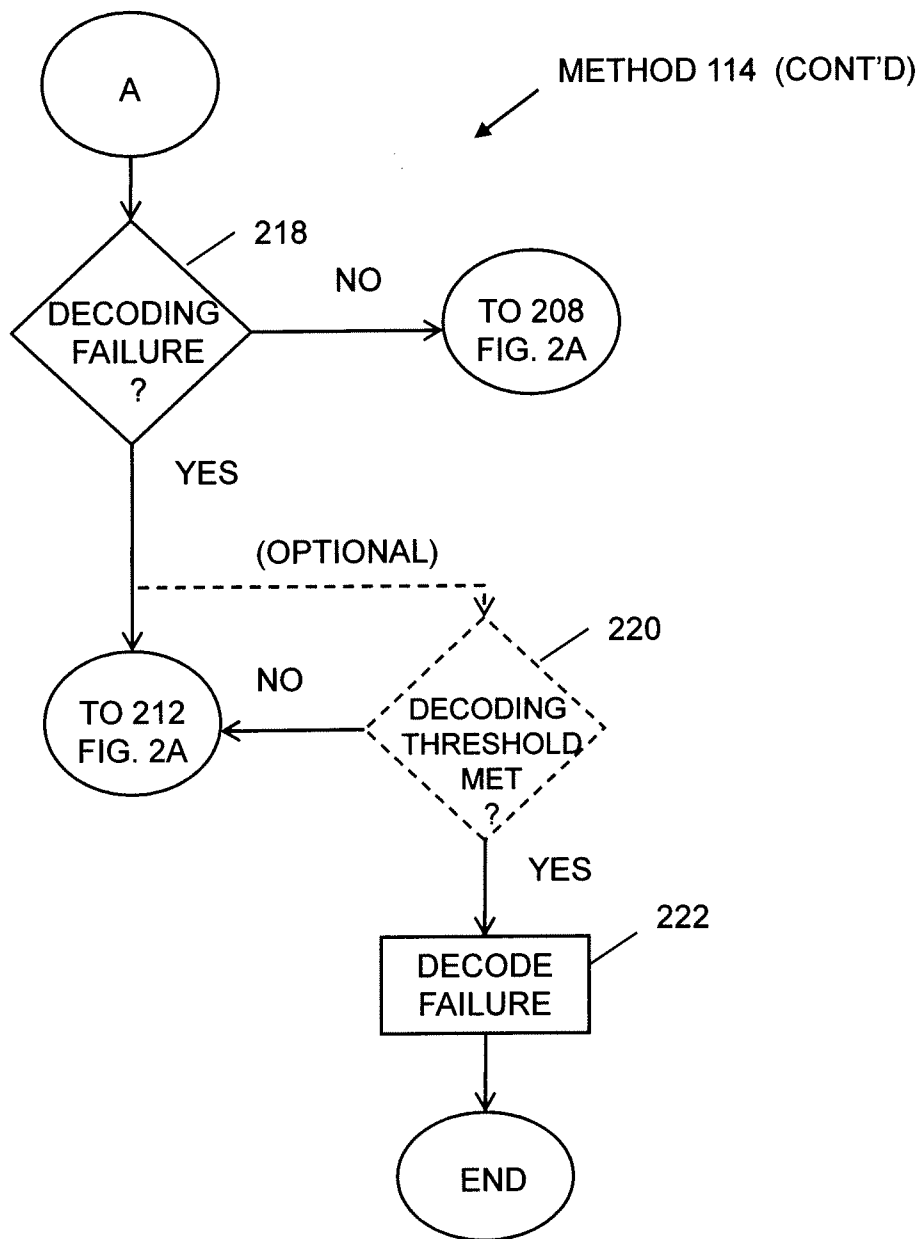 A
METHOD 114 (CONT'D)
218
DECODING
FAILURE
?
NO
TO 208
FIG. 2A
YES
(OPTIONAL)
220
NO
TO 212
FIG. 2A
DECODING
THRESHOLD
MET
?
YES
222
DECODE
FAILURE
END